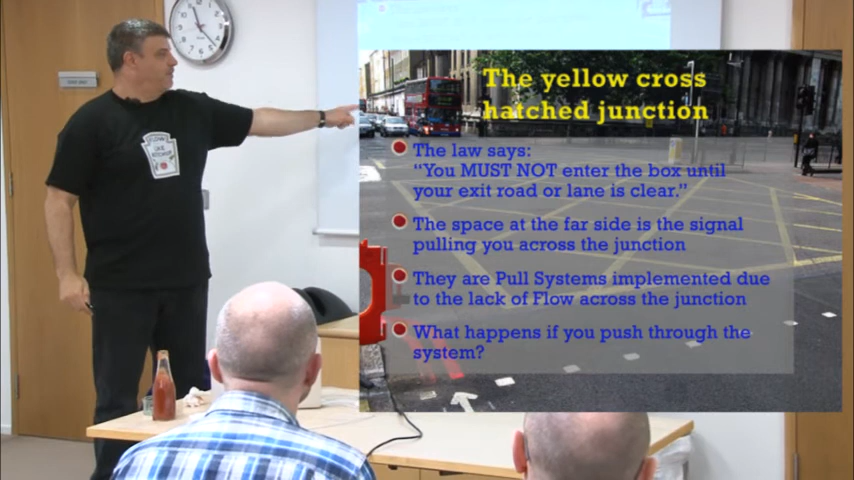 The yellow cross
hatched junction
The law says:
“You MUST NOT enter the box until
your exit road or lane is clear.”
The space at the far side is the signal
pulling you across the junction
They are Pull Systems implemented due
to the lack of Flow across the junction
What happens if you push through the
system?
FLOW
LIKE
KETCHUP